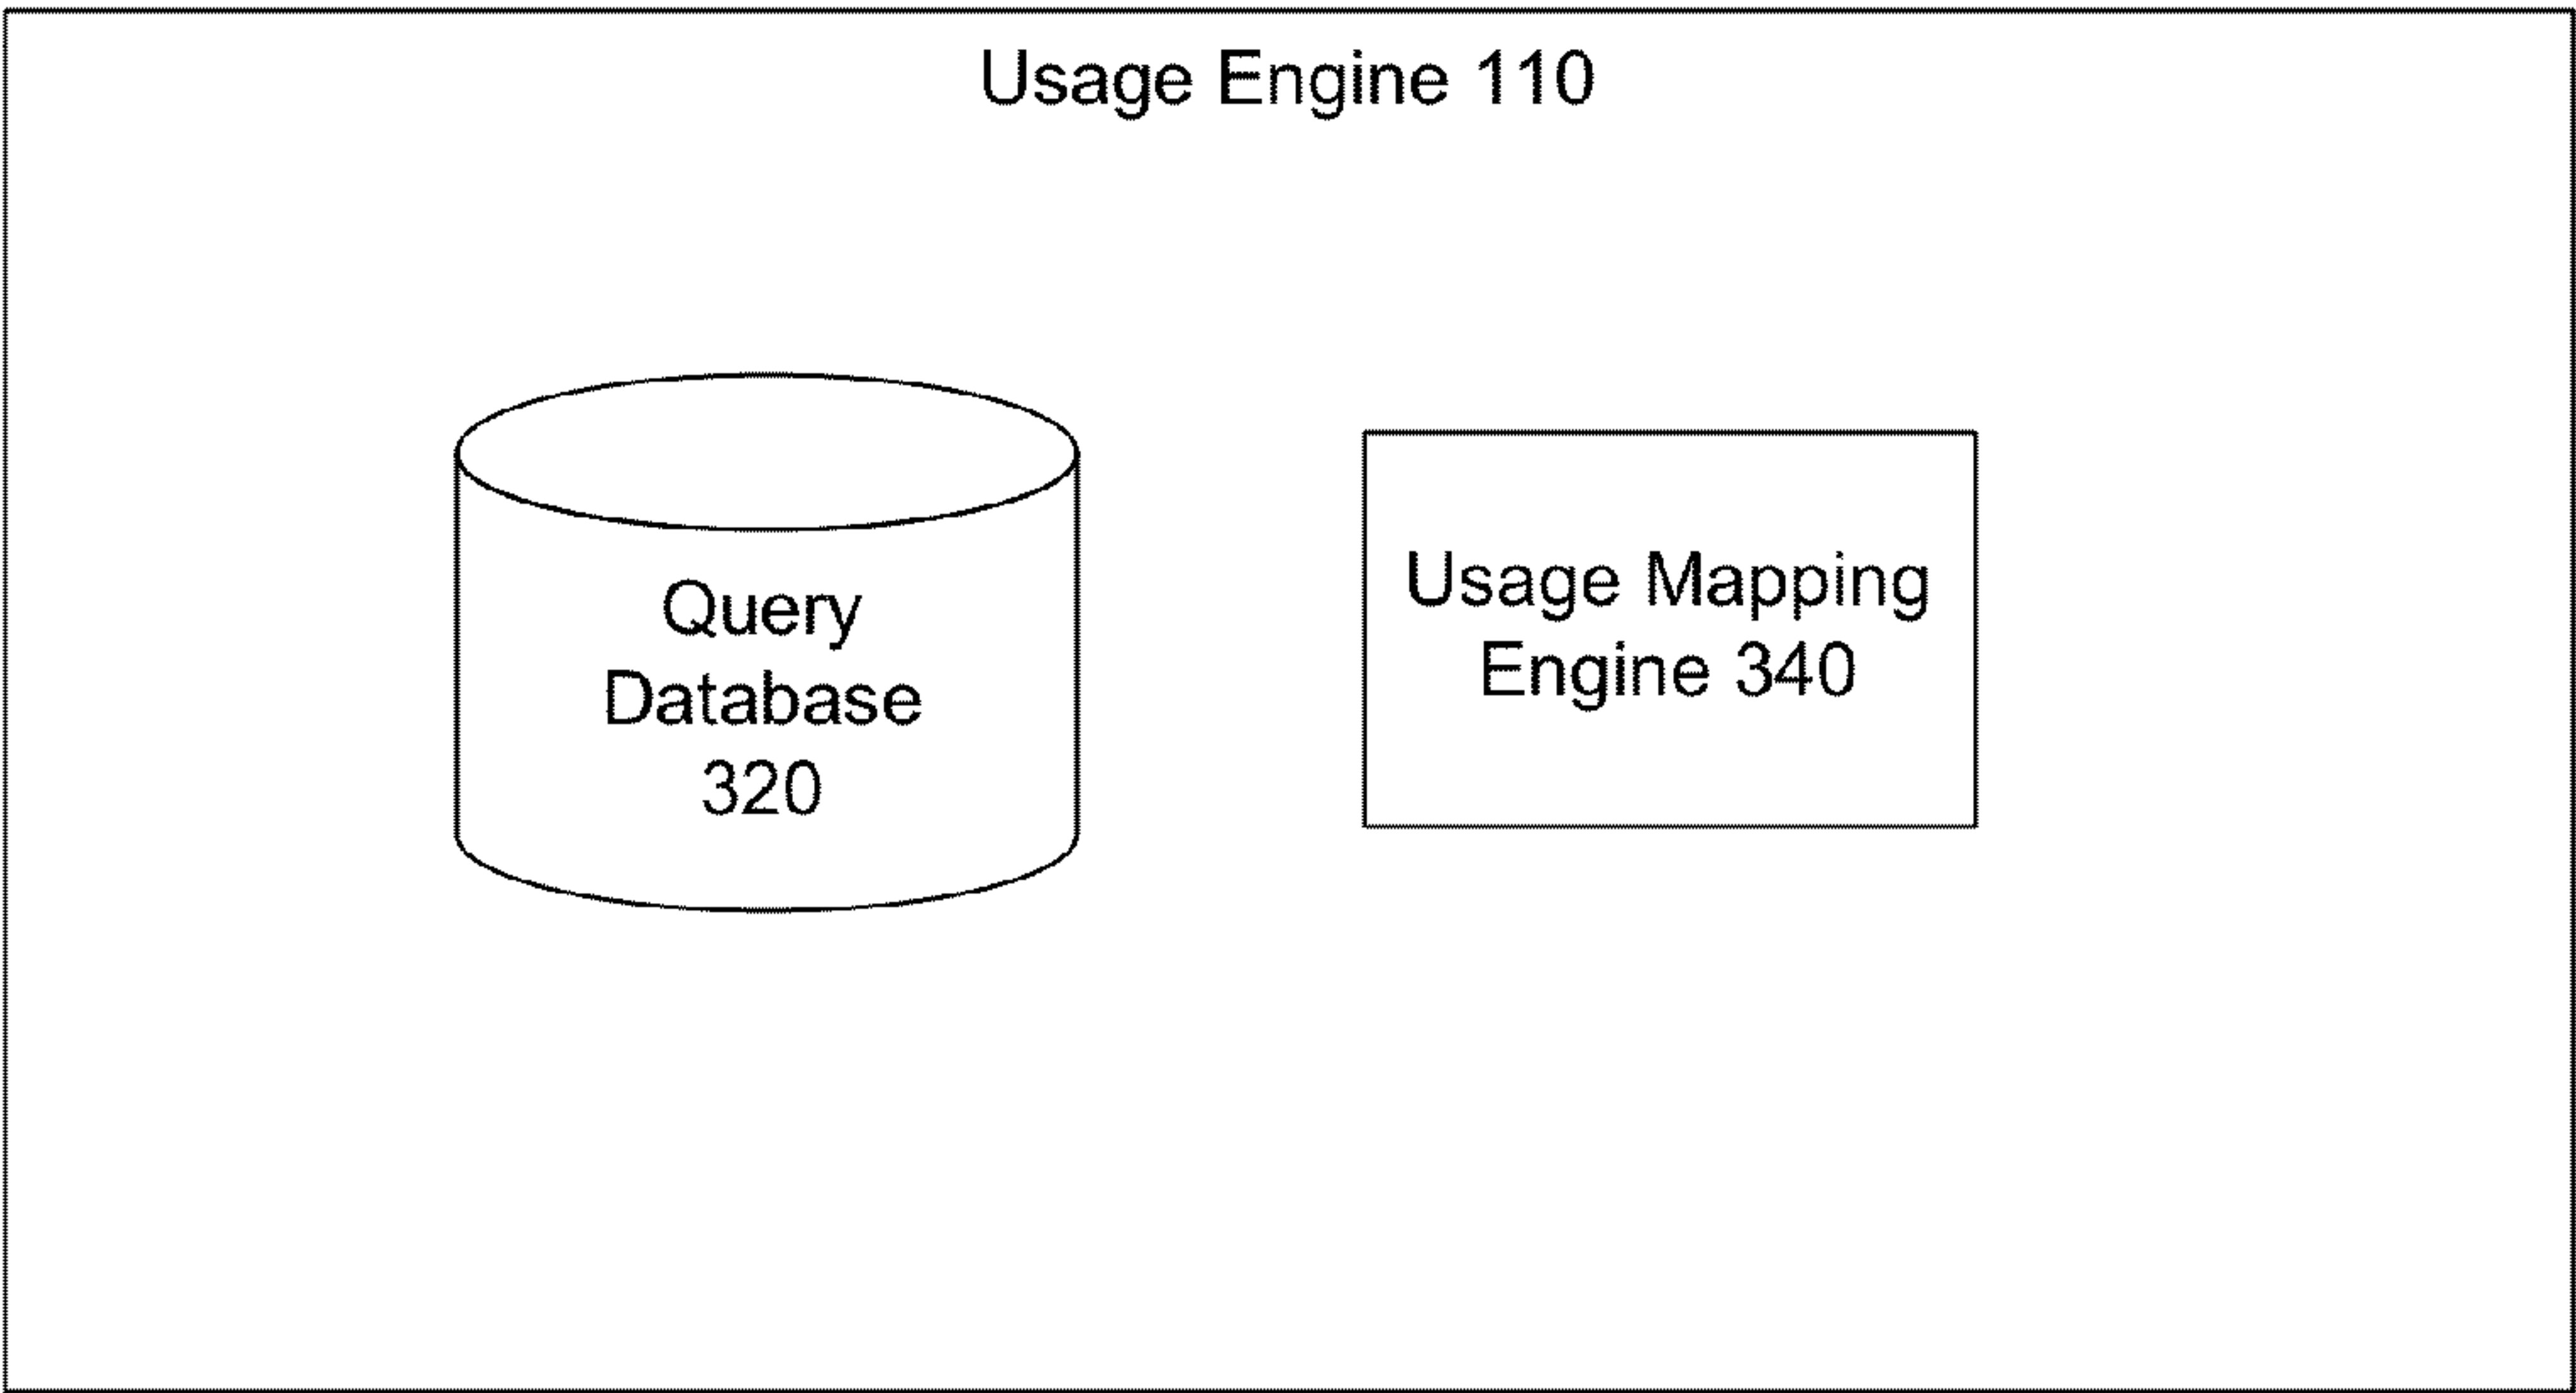 Usage Engine 110
Query
Database
320
Usage Mapping
Engine 340